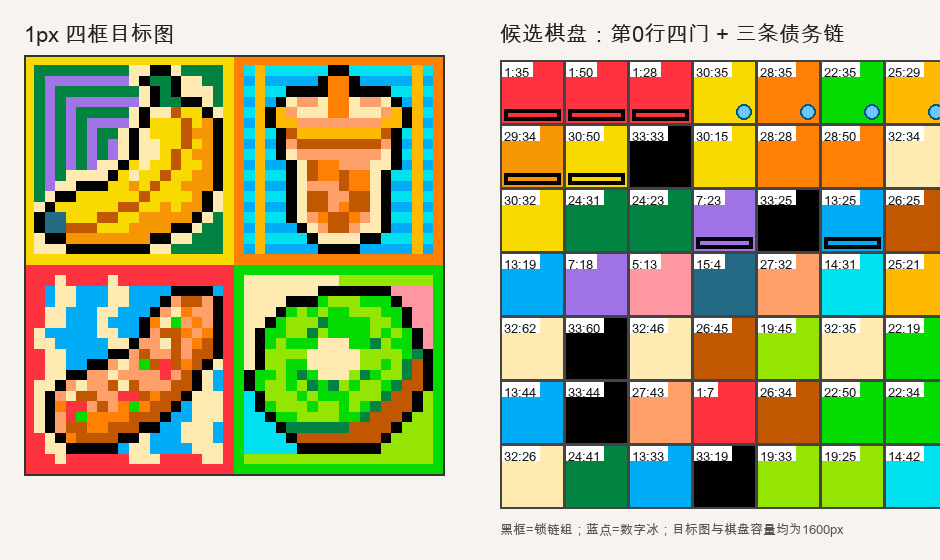 1px 四框目标图
候选棋盘：第0行四门 + 三条债务链
1:35 1:50 1:28 30:35 28:35 22:35 25:29
29:34 30:50 33:33 30:15 28:28 28:50 32:34
30:32 24:31 24:23 7:23 33:25 13:25 26:25
13:19 7:18 5:13 15:4 27:32 14:31 25:21
32:62 33:60 32:46 26:45 19:45 32:35 22:19
13:44 33:44 27:43 1:7 26:34 22:50 22:34
32:26 24:41 13:33 33:19 19:33 19:25 14:42
黑框=锁链组；蓝点=数字冰；目标图与棋盘容量均为1600px